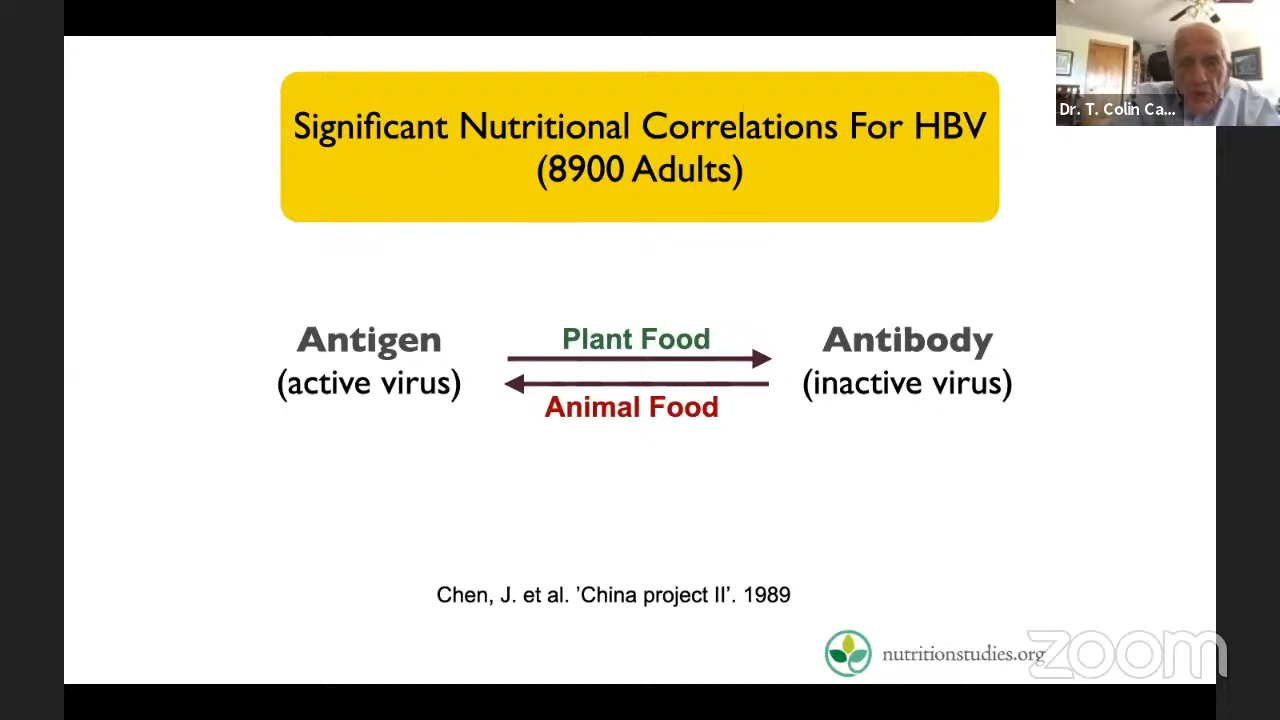 Dr. T. Colin Ca...
Significant Nutritional Correlations For HBV
(8900 Adults)
Antigen
(active virus)
Plant Food
Animal Food
Antibody
(inactive virus)
Chen, J. et al. ’China project II’. 1989
nutritionstudies.org
zoom